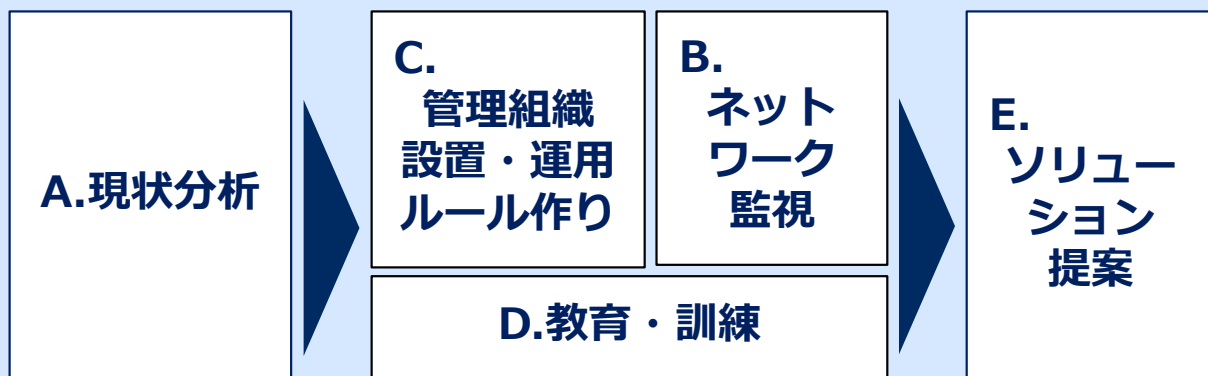 A.現状分析
C.
管理組織
設置・運用
ルール作り
B.
ネット
ワーク
監視
D.教育・訓練
E.
ソリュー
ション
提案